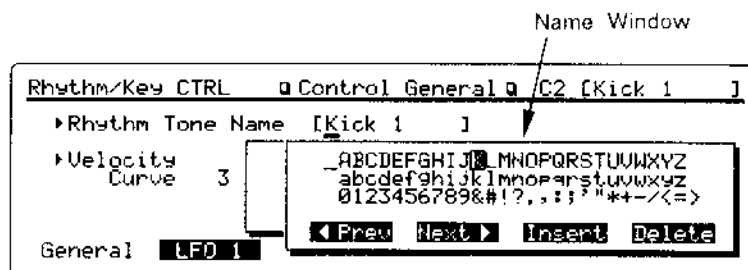 Name Window
Rhythm/Key CTRL Control General C2 [Kick 1 ]
▸Rhythm Tone Name [Kick 1 ]
▸Velocity
Curve 3
_ABCDEFGHIJKLMNOPQRSTUVWXYZ
abcdefghijklmnopqrstuvwxyz
0123456789&#!?.,:;'"*+-/<=>
◀ Prev Next ▶ Insert Delete
General LFO 1